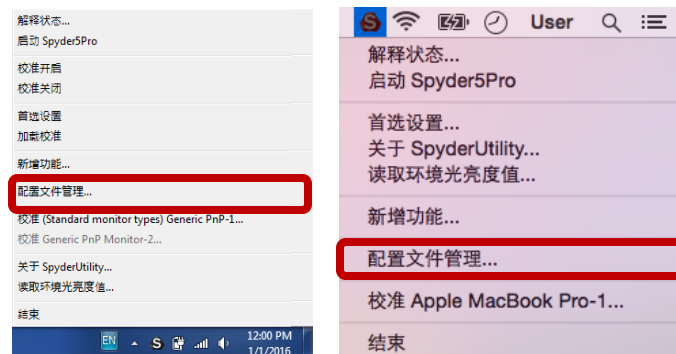 解释状态...
启动 Spyder5Pro
校准开启
校准关闭
首选设置
加载校准
新增功能...
配置文件管理...
校准 (Standard monitor types) Generic PnP-1...
校准 Generic PnP Monitor-2...
关于 SpyderUtility...
读取环境光亮度值...
结束
EN
S
12:00 PM
1/1/2016
S
User
解释状态...
启动 Spyder5Pro
首选设置...
关于 SpyderUtility...
读取环境光亮度值...
新增功能...
配置文件管理...
校准 Apple MacBook Pro-1...
结束